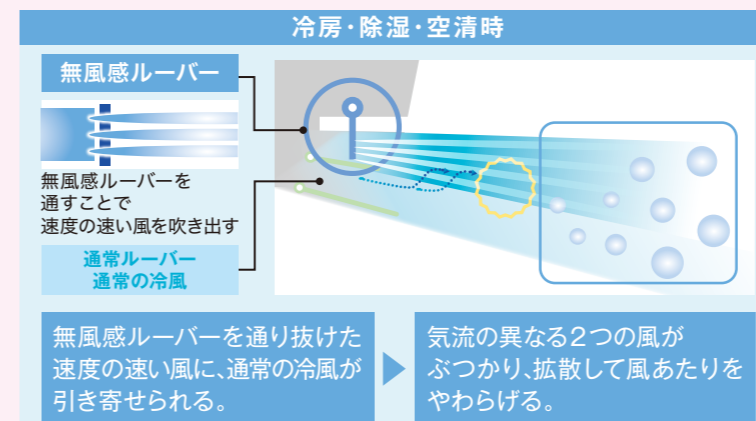 冷房・除湿・空清時
無風感ルーバー
無風感ルーバーを
通すことで
速度の速い風を吹き出す
通常ルーバー
通常の冷風
無風感ルーバーを通り抜けた
速度の速い風に、通常の冷風が
引き寄せられる。
気流の異なる2つの風が
ぶつかり、拡散して風あたりを
やわらげる。